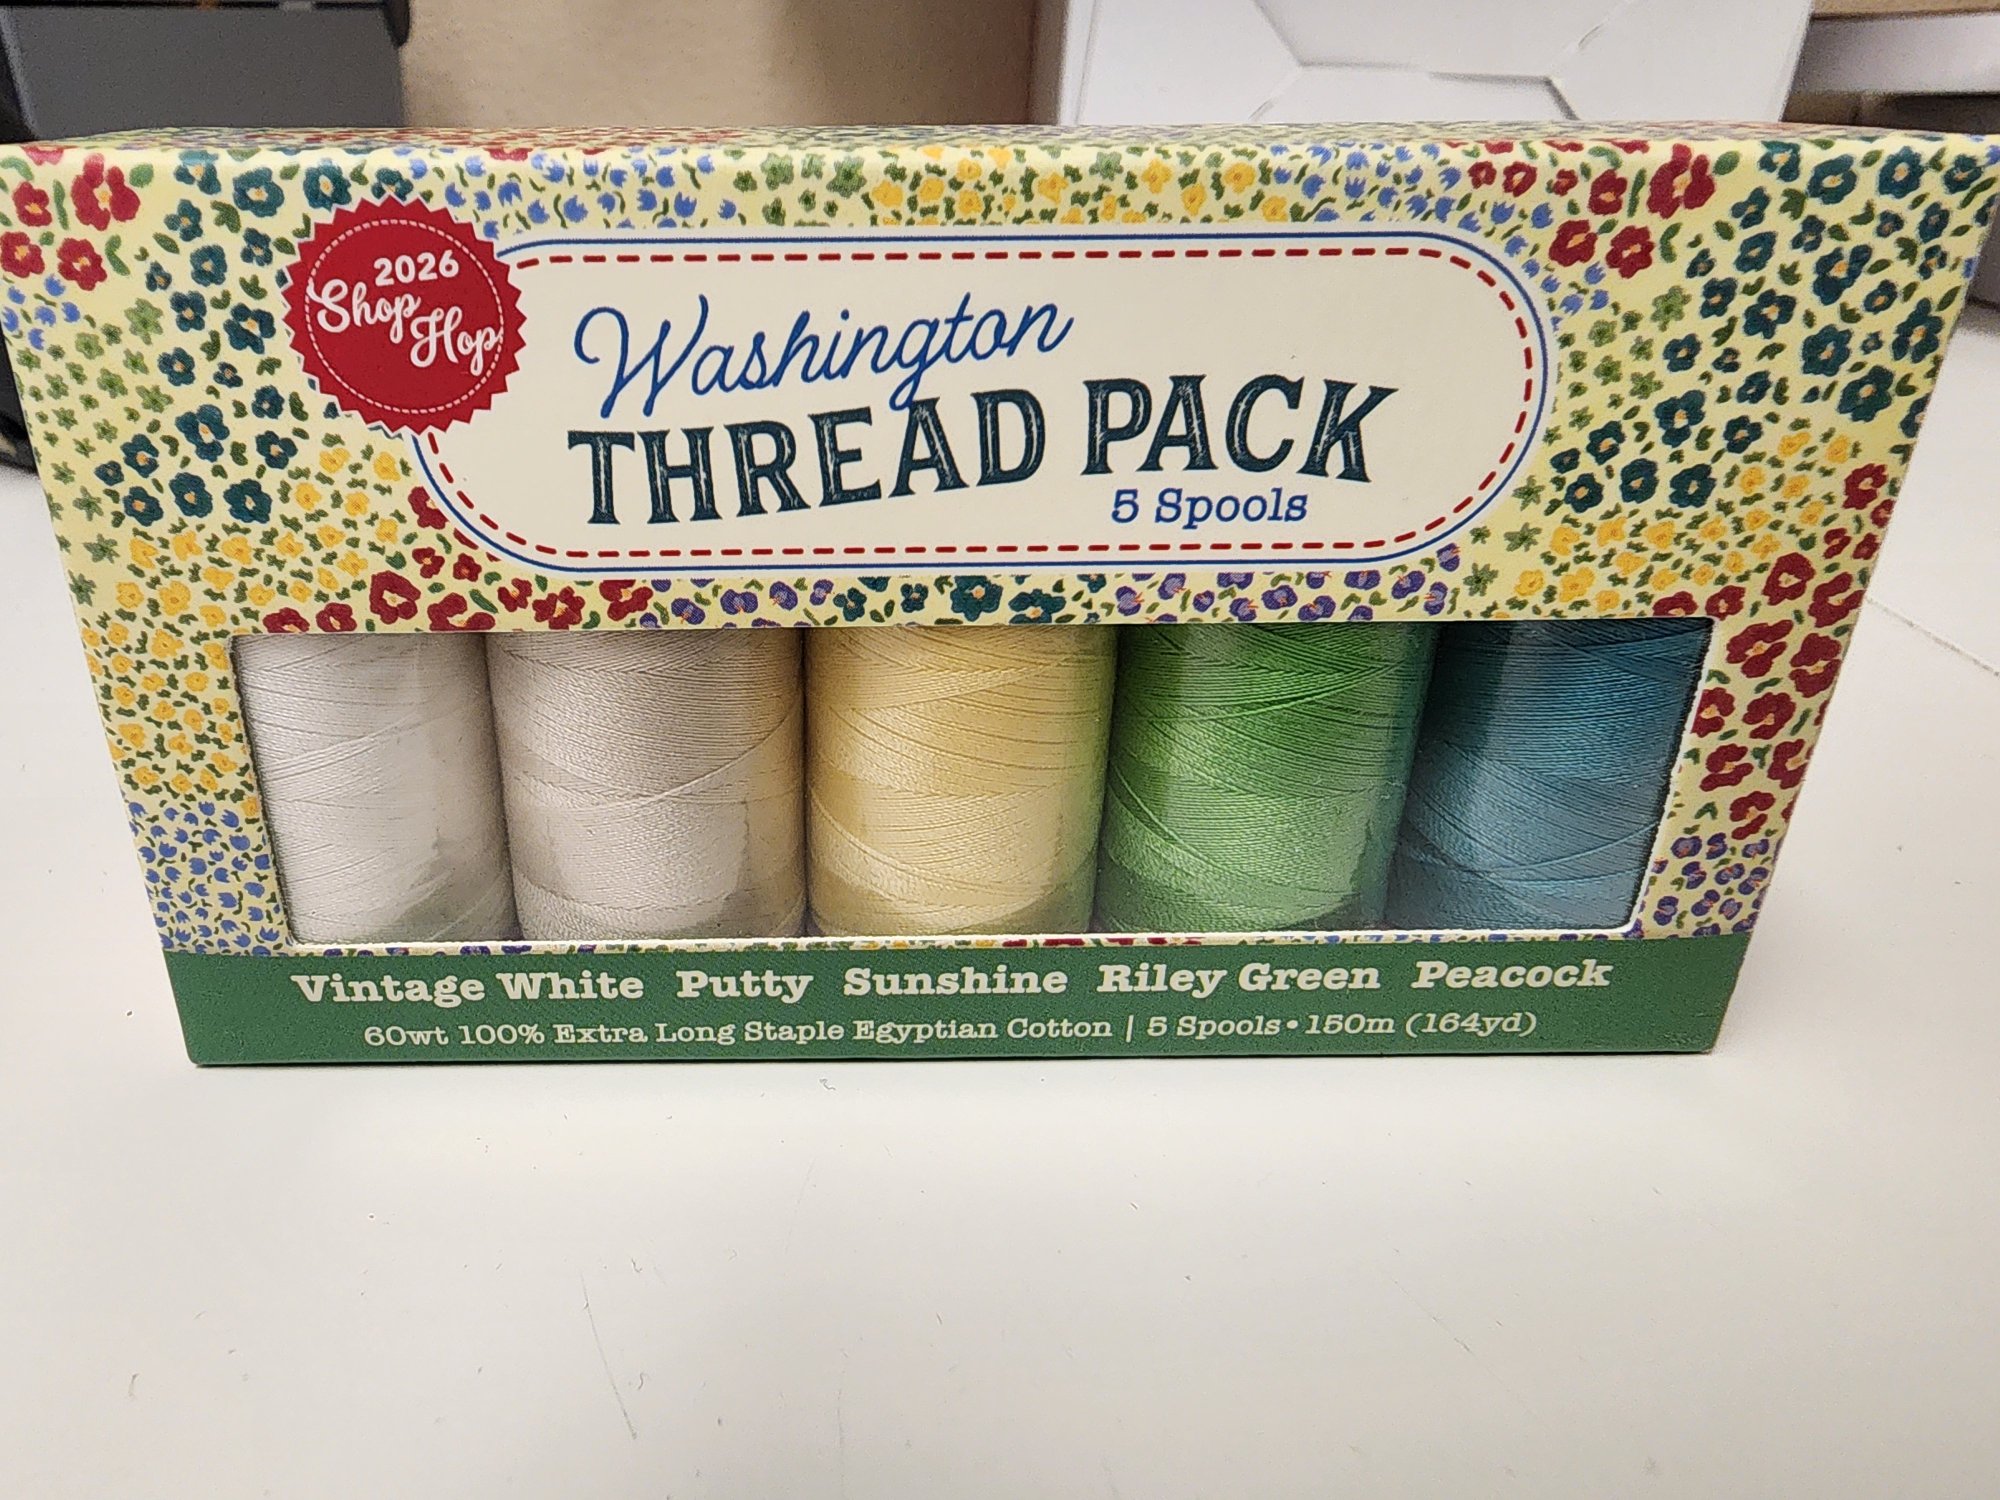 2026
Shop
Hop
Washington
THREAD PACK
5 Spools
Vintage White Putty Sunshine Riley Green Peacock
60wt 100% Extra Long Staple Egyptian Cotton | 5 Spools • 150m (164yd)